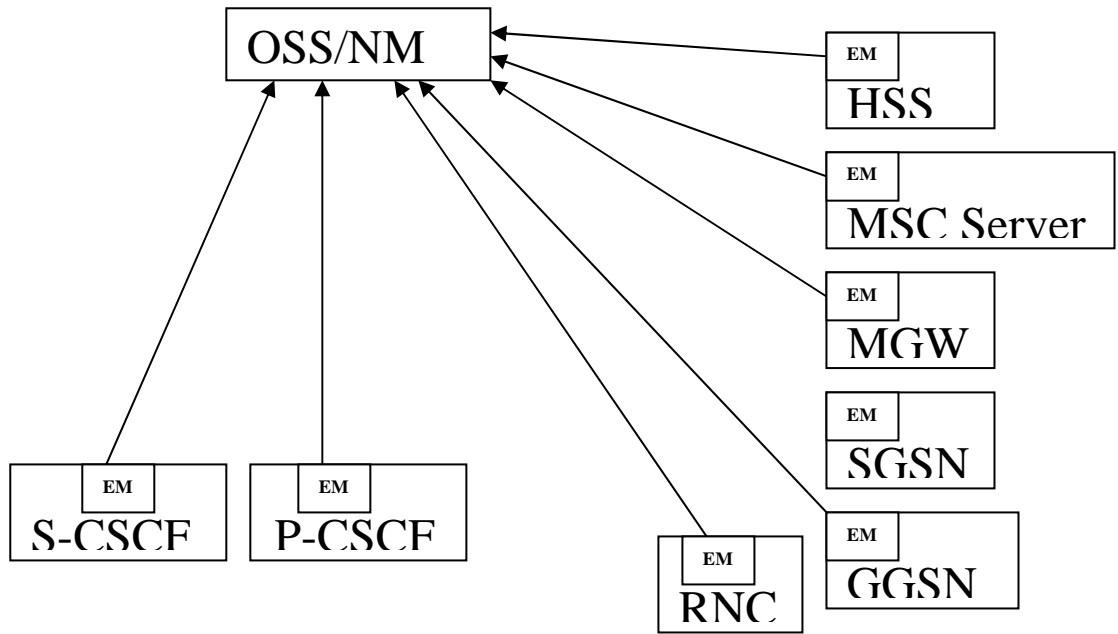 OSS/NM
EM
HSS
EM
MSC Server
EM
MGW
EM
SGSN
EM
S-CSCF
EM
P-CSCF
EM
RNC
EM
GGSN